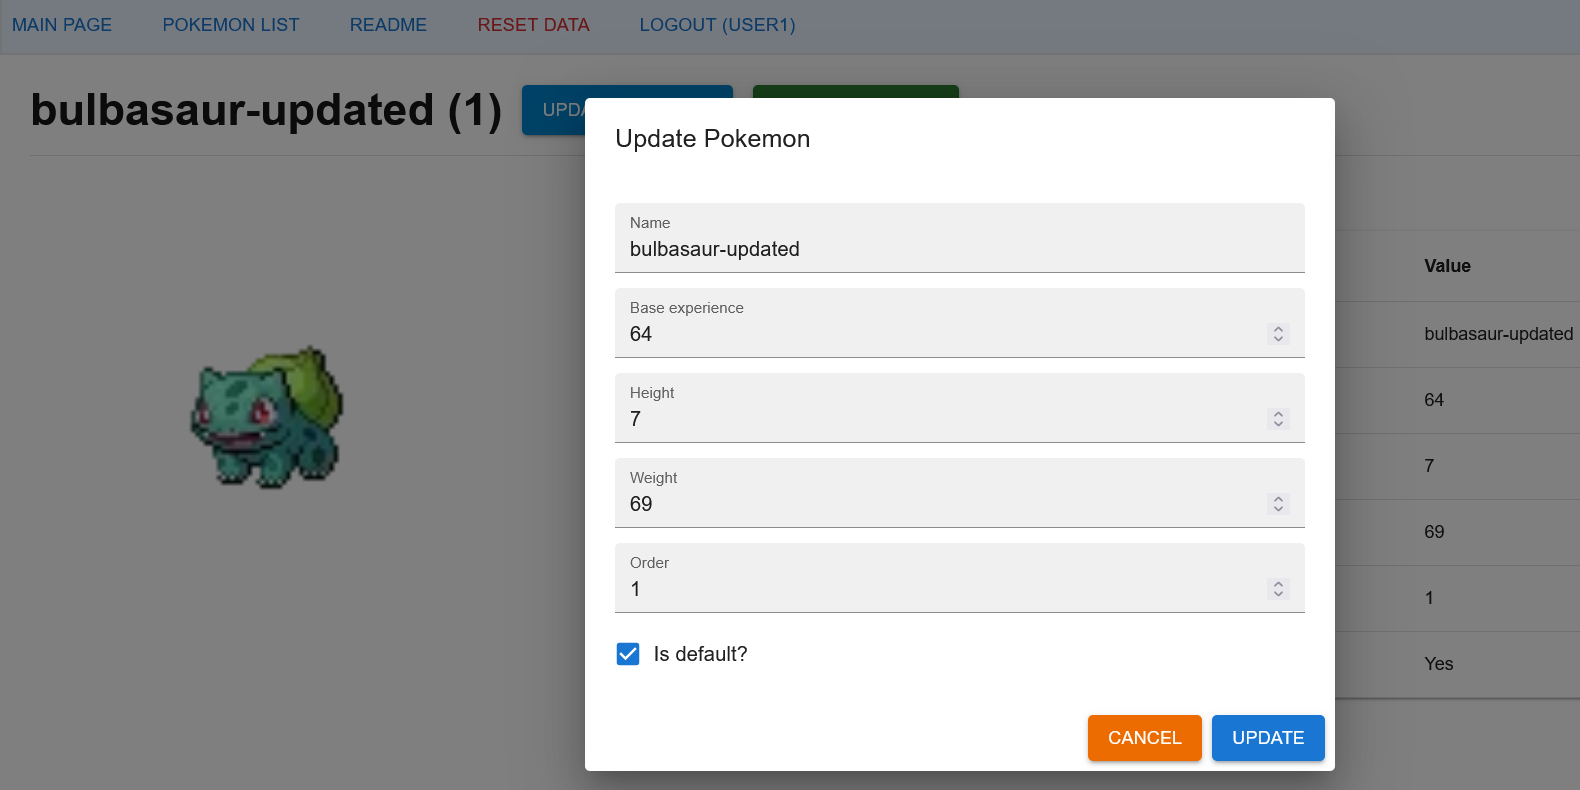 MAIN PAGE POKEMON LIST README RESET DATA LOGOUT (USER1)
bulbasaur-updated (1)
Update Pokemon
Name
bulbasaur-updated
Base experience
64
Height
7
Weight
69
Order
1
Is default?
CANCEL UPDATE
Value
bulbasaur-updated
64
7
69
1
Yes